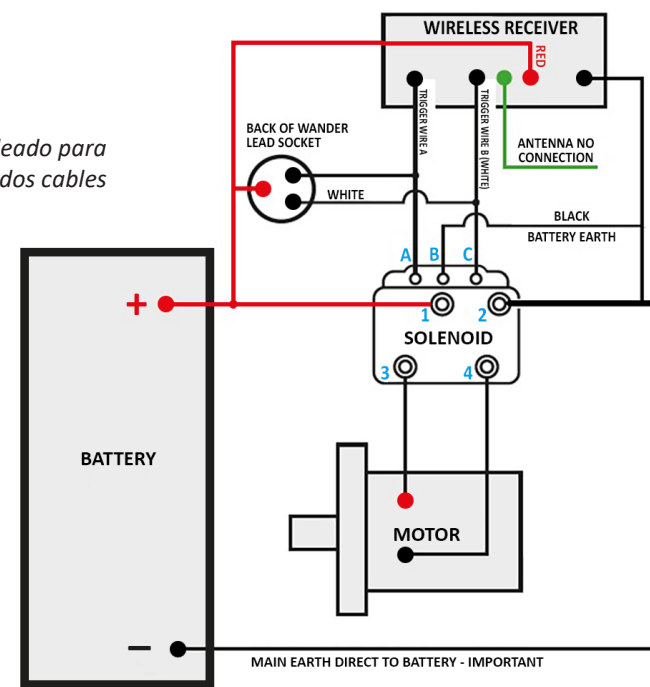 WIRELESS RECEIVER
RED
TRIGGER WIRE A
TRIGGER WIRE B (WHITE)
ANTENNA NO
CONNECTION
BACK OF WANDER
LEAD SOCKET
eado para
dos cables
WHITE
BLACK
BATTERY EARTH
A B C
+
1 2
SOLENOID
3 4
BATTERY
MOTOR
−
MAIN EARTH DIRECT TO BATTERY - IMPORTANT